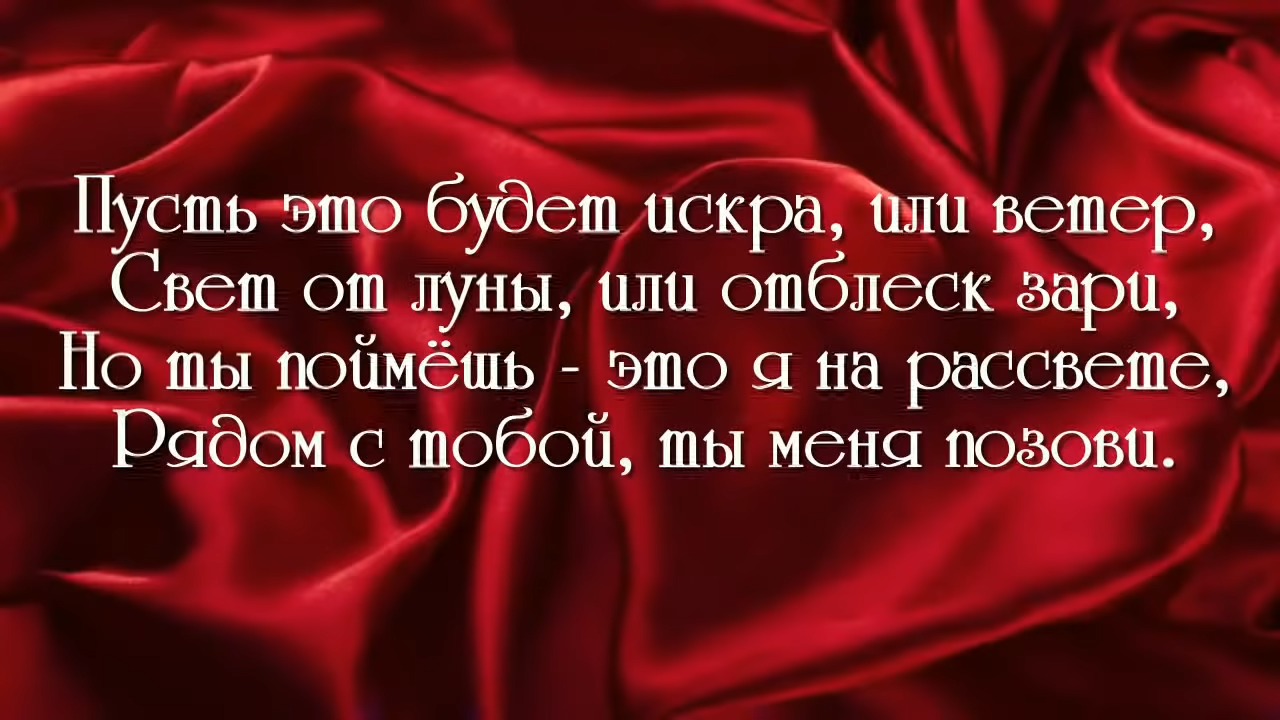 Пусть это будет искра, или ветер,
Свет от луны, или отблеск зари,
Но ты поймёшь - это я на рассвете,
Рядом с тобой, ты меня позови.